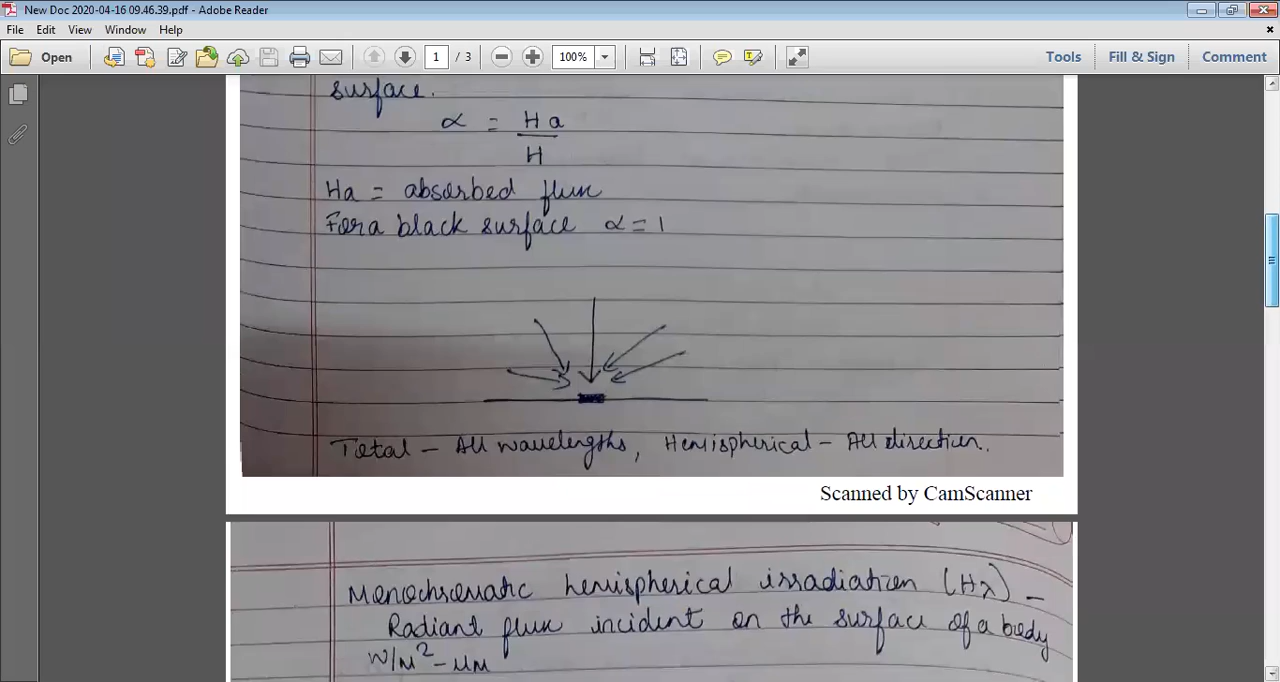 New Doc 2020-04-16 09.46.39.pdf - Adobe Reader
File Edit View Window Help
Open 1 / 3 100% Tools Fill & Sign Comment
surface.
α = Ha
H
Ha = absorbed flux
For a black surface α = 1
Total - All wavelengths, Hemispherical - All direction.
Scanned by CamScanner
Monochromatic hemispherical irradiation (Hλ) -
Radiant flux incident on the surface of a body
W/m² - μm